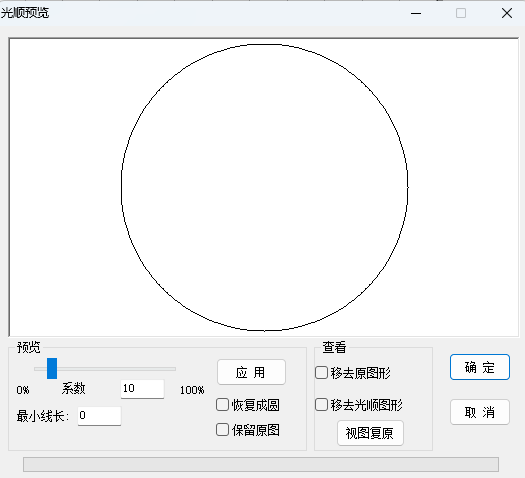 光顺预览
预览
0%
系数
10
100%
最小线长:
0
应 用
恢复成圆
保留原图
查看
移去原图形
移去光顺图形
视图复原
确 定
取 消